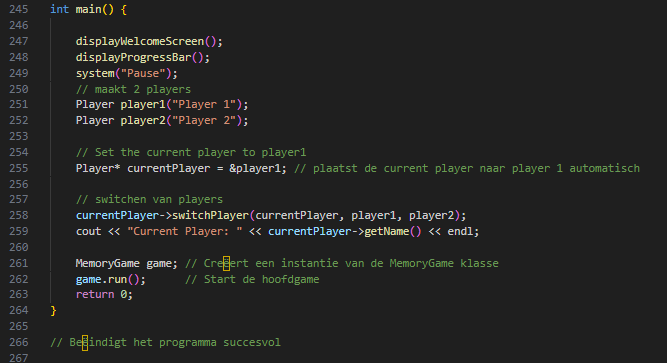 245 int main() {
246
247 displayWelcomeScreen();
248 displayProgressBar();
249 system("Pause");
250 // maakt 2 players
251 Player player1("Player 1");
252 Player player2("Player 2");
253
254 // Set the current player to player1
255 Player* currentPlayer = &player1; // plaatst de current player naar player 1 automatisch
256
257 // switchen van players
258 currentPlayer->switchPlayer(currentPlayer, player1, player2);
259 cout << "Current Player: " << currentPlayer->getName() << endl;
260
261 MemoryGame game; // Creëert een instantie van de MemoryGame klasse
262 game.run(); // Start de hoofdgame
263 return 0;
264 }
265
266 // Beëindigt het programma succesvol
267